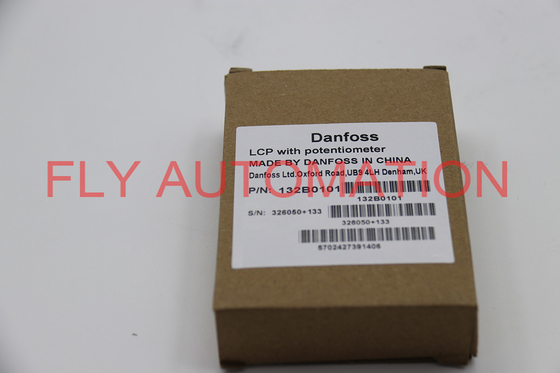 Danfoss
LCP with potentiometer
MADE BY DANFOSS IN CHINA
Danfoss Ltd.Oxford Road,UB9 4LH Denham,UK
FLY AUTOMATION
P/N: 132B0101
132B0101
S/N: 326050+133
326050+133
5702427391406